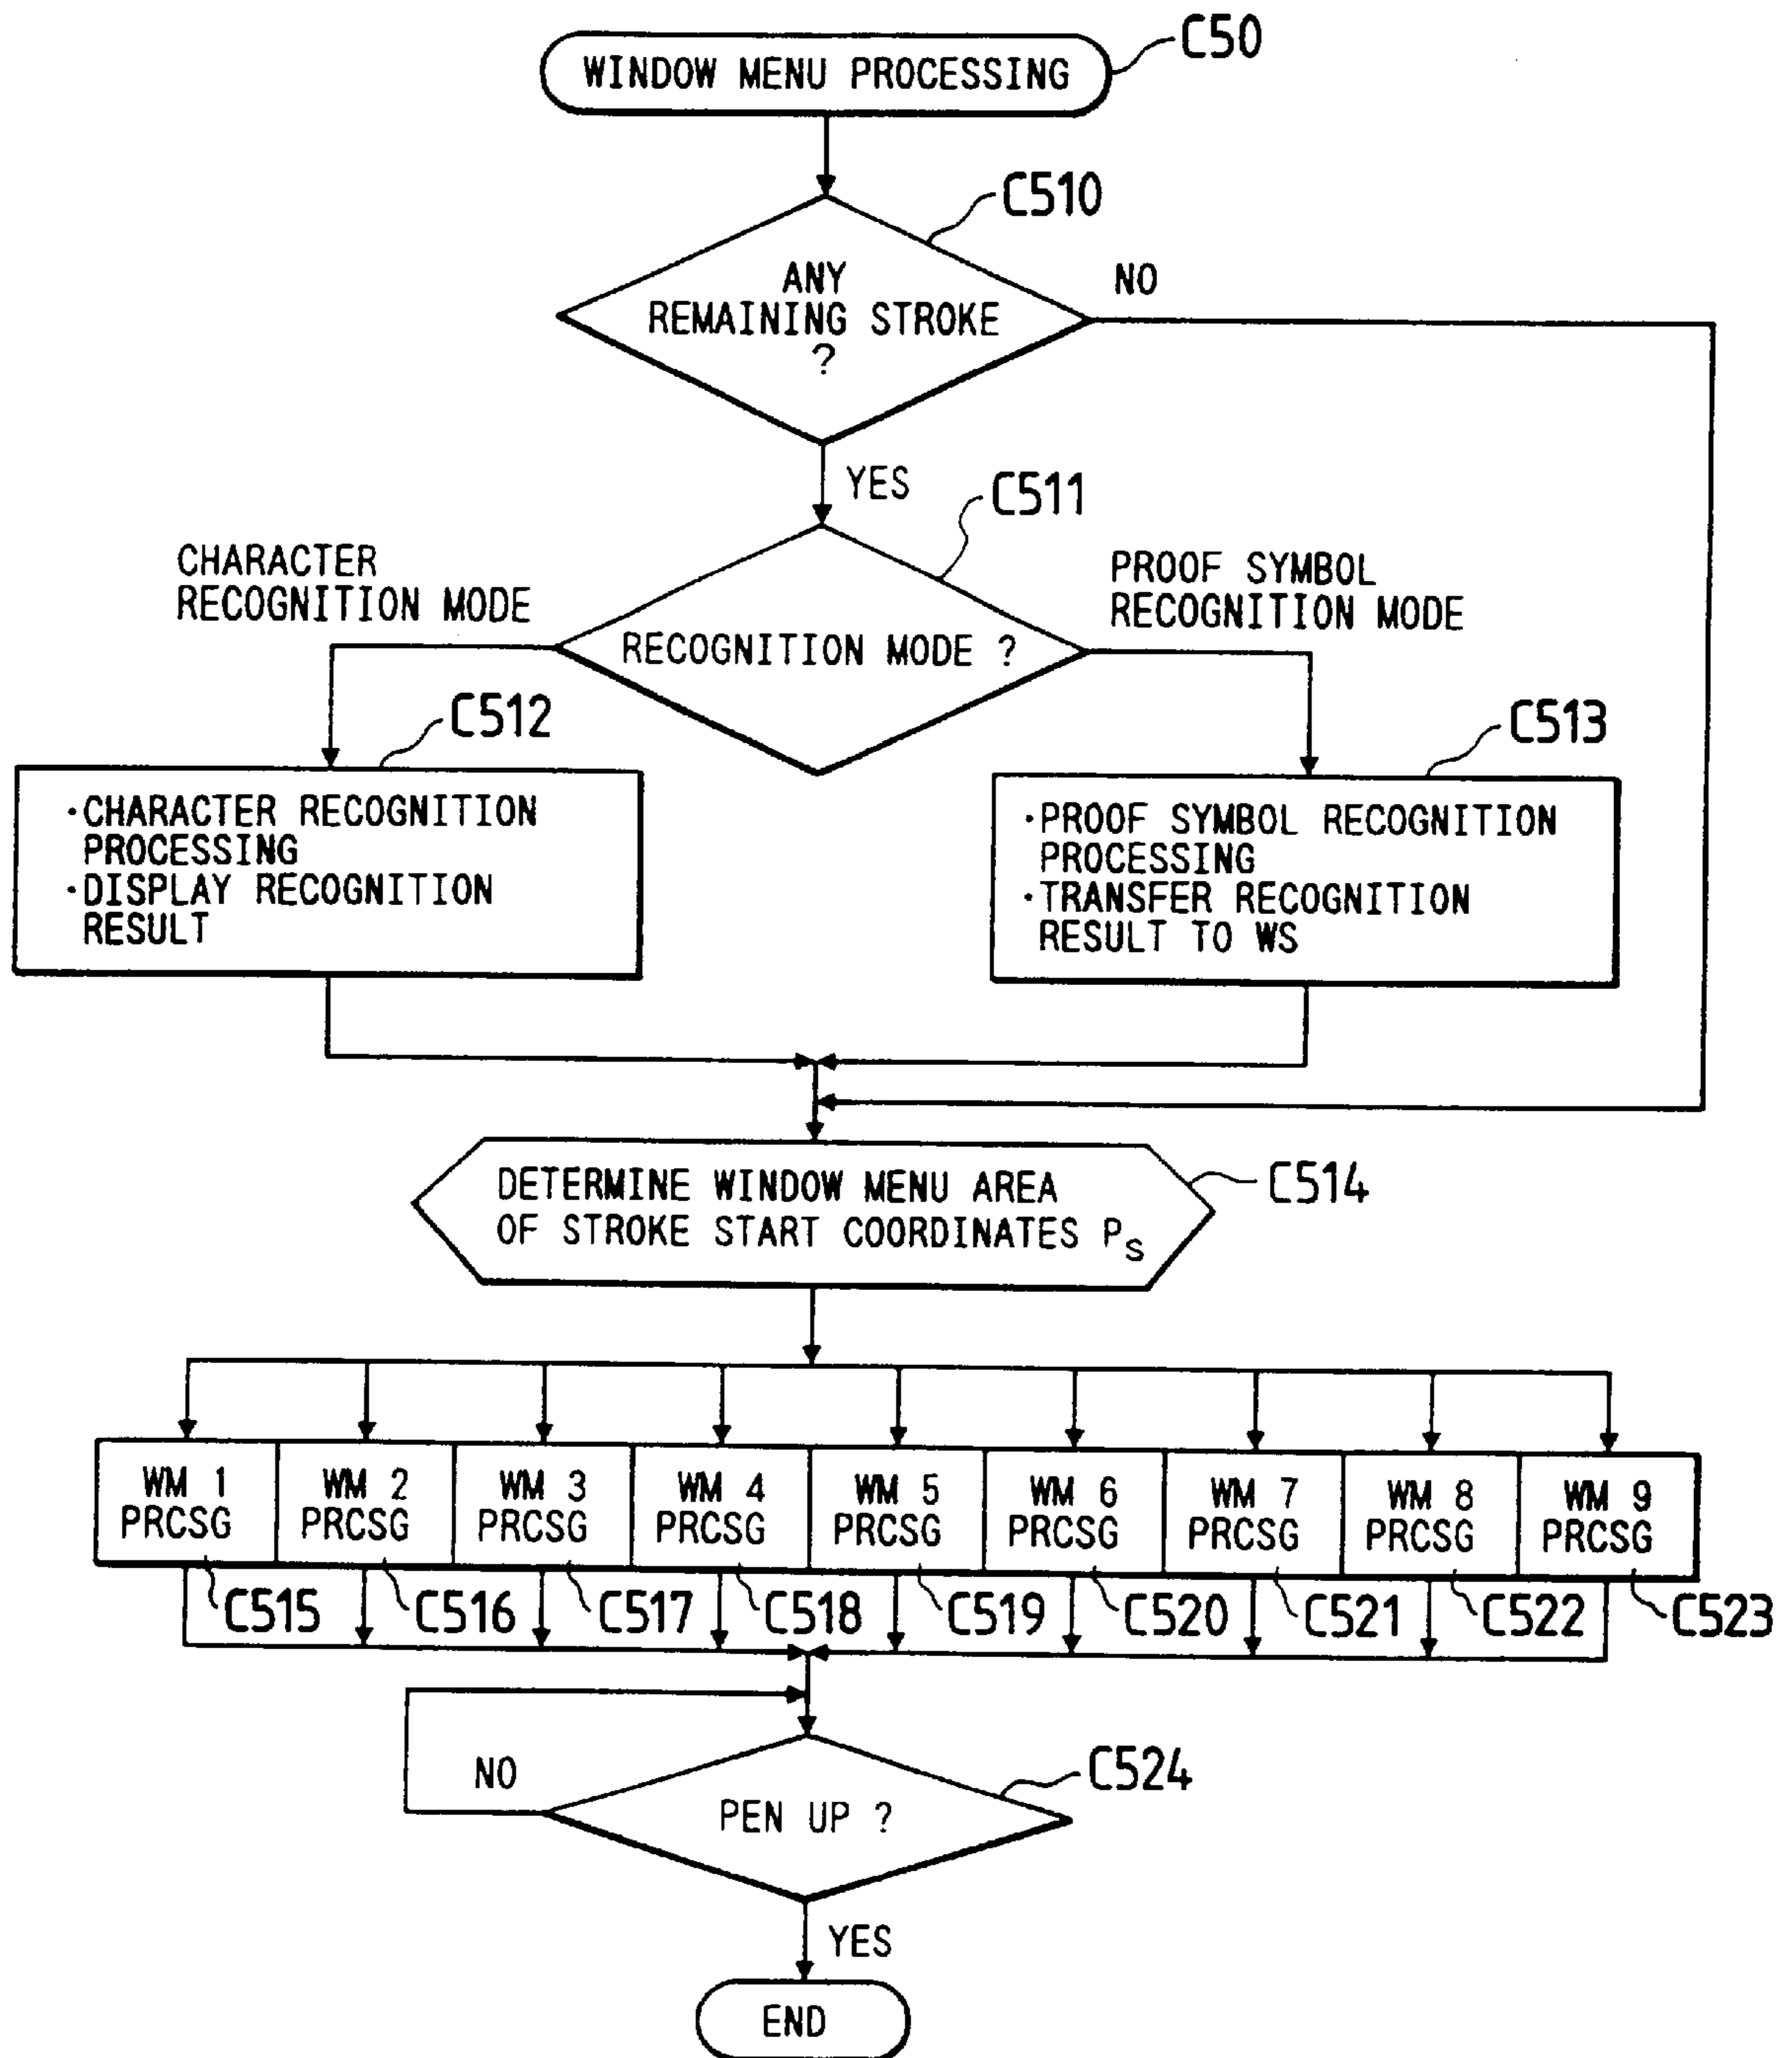 C50
WINDOW MENU PROCESSING
C510
ANY
REMAINING STROKE
?
NO
YES
C511
CHARACTER
RECOGNITION MODE
PROOF SYMBOL
RECOGNITION MODE
RECOGNITION MODE ?
C512
C513
·CHARACTER RECOGNITION
PROCESSING
·DISPLAY RECOGNITION
RESULT
·PROOF SYMBOL RECOGNITION
PROCESSING
·TRANSFER RECOGNITION
RESULT TO WS
C514
DETERMINE WINDOW MENU AREA
OF STROKE START COORDINATES PS
WM 1
PRCSG
WM 2
PRCSG
WM 3
PRCSG
WM 4
PRCSG
WM 5
PRCSG
WM 6
PRCSG
WM 7
PRCSG
WM 8
PRCSG
WM 9
PRCSG
C515
C516
C517
C518
C519
C520
C521
C522
C523
C524
NO
PEN UP ?
YES
END